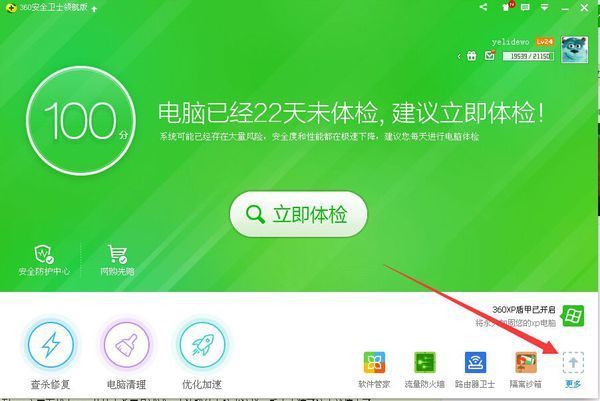 360安全卫士领航版
yelidewo Lv24
19539 / 21150
100分
电脑已经22天未体检，建议立即体检！
系统可能已经存在大量风险，安全度和性能都在极速下降，建议您每天进行电脑体检
立即体检
安全防护中心 网购先赔
360XP盾甲已开启
将永久加固您的xp电脑
查杀修复 电脑清理 优化加速
软件管家 流量防火墙 路由器卫士 隔离沙箱 更多